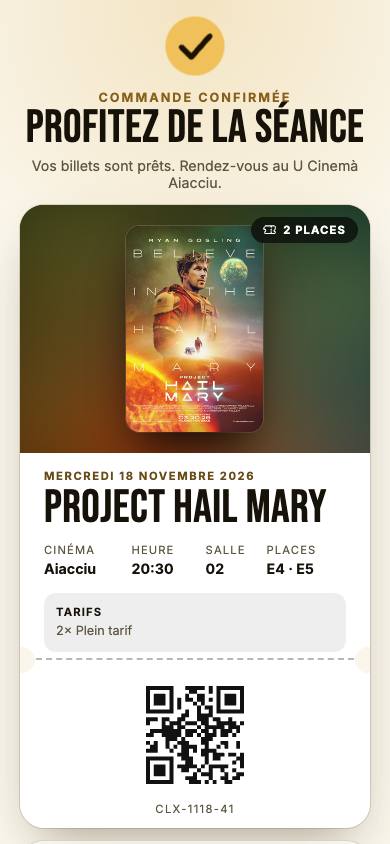 COMMANDE CONFIRMÉE
PROFITEZ DE LA SÉANCE
Vos billets sont prêts. Rendez-vous au U Cinemà
Aiacciu.
2 PLACES
RYAN GOSLING
BELIEVE
IN THE
HAIL
MARY
PROJECT
HAIL
MARY
MERCREDI 18 NOVEMBRE 2026
PROJECT HAIL MARY
CINÉMA HEURE SALLE PLACES
Aiacciu 20:30 02 E4 · E5
TARIFS
2× Plein tarif
CLX-1118-41